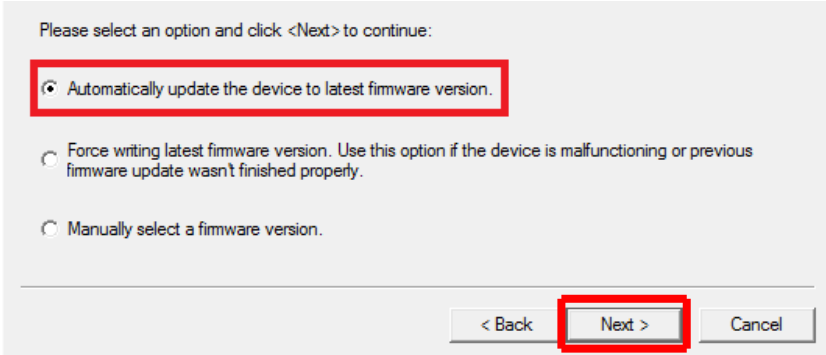 Please select an option and click <Next> to continue:
Automatically update the device to latest firmware version.
Force writing latest firmware version. Use this option if the device is malfunctioning or previous
firmware update wasn't finished properly.
Manually select a firmware version.
< Back Next > Cancel